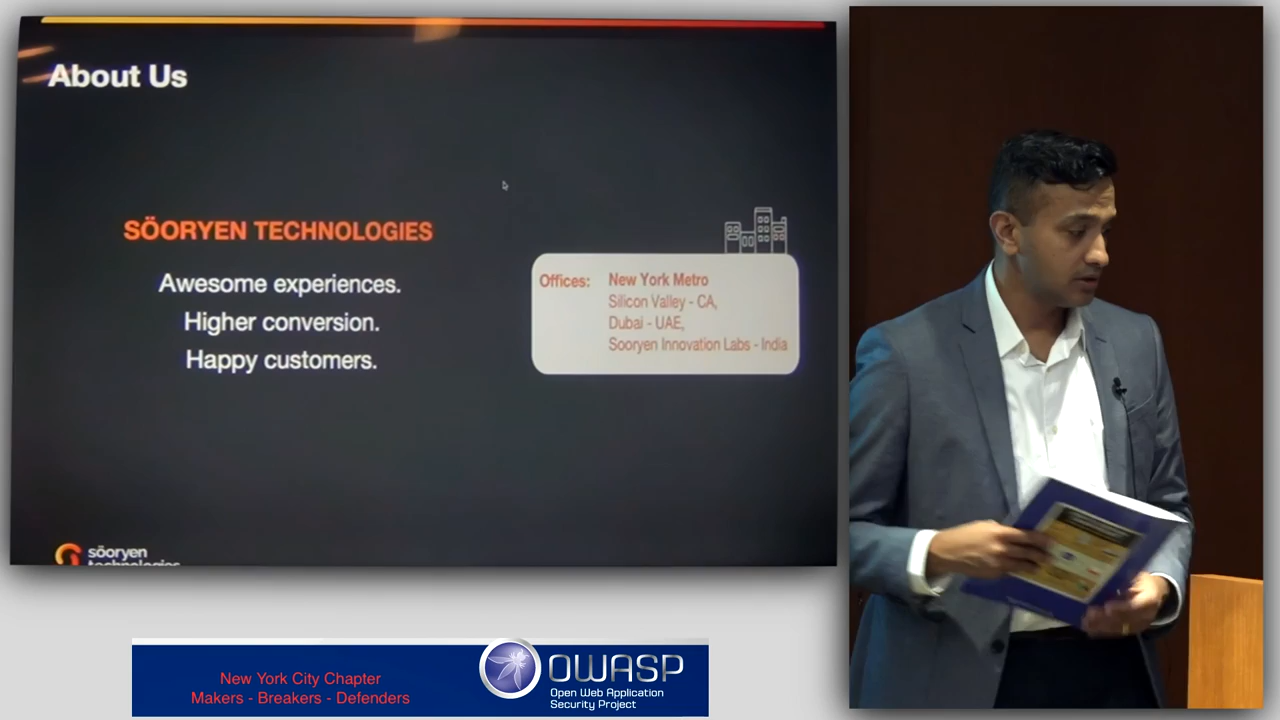 About Us
SÖORYEN TECHNOLOGIES
Awesome experiences.
Higher conversion.
Happy customers.
Offices: New York Metro
Silicon Valley - CA,
Dubai - UAE,
Sooryen Innovation Labs - India
söoryen
technologies
New York City Chapter
Makers - Breakers - Defenders
OWASP
Open Web Application
Security Project